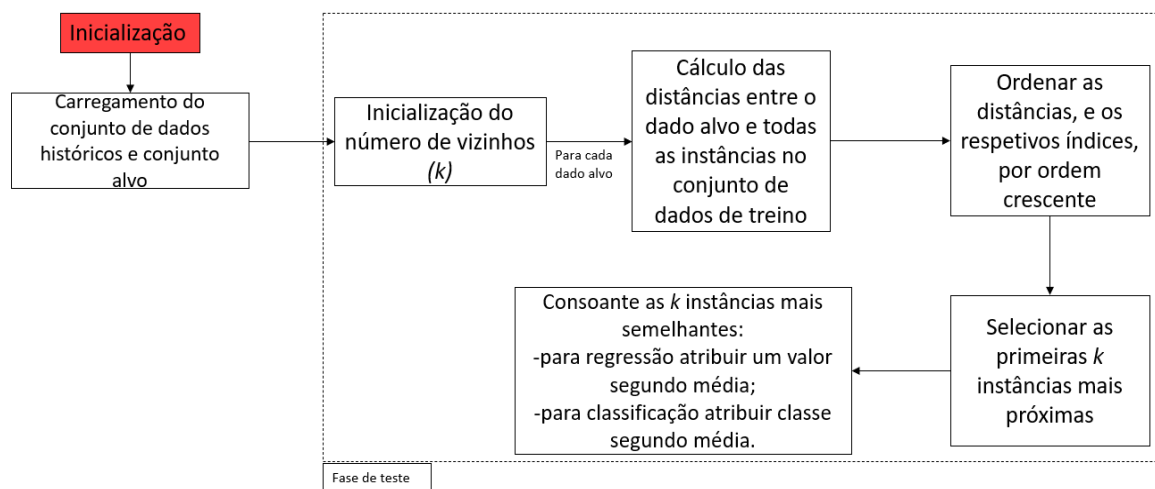 Inicialização
Carregamento do
conjunto de dados
históricos e conjunto
alvo
Inicialização do
número de vizinhos
(k)
Para cada
dado alvo
Cálculo das
distâncias entre o
dado alvo e todas
as instâncias no
conjunto de
dados de treino
Ordenar as
distâncias, e os
respetivos índices,
por ordem
crescente
Selecionar as
primeiras k
instâncias mais
próximas
Consoante as k instâncias mais
semelhantes:
-para regressão atribuir um valor
segundo média;
-para classificação atribuir classe
segundo média.
Fase de teste